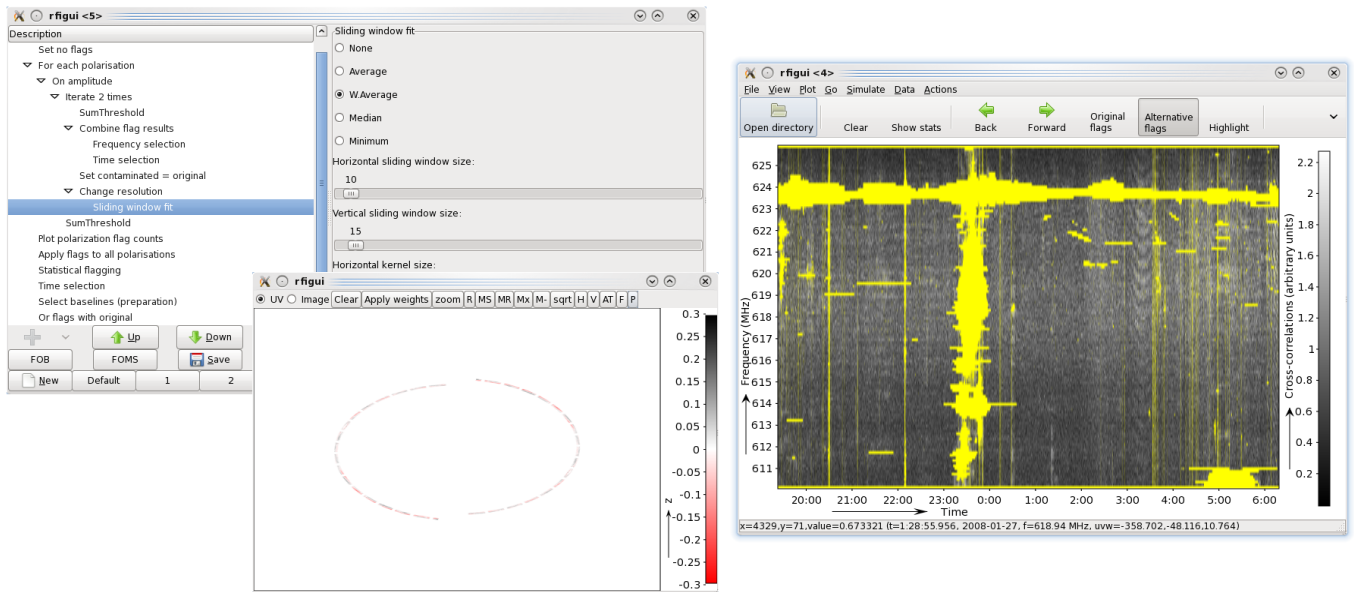 rfigui <5>
Description
Set no flags
For each polarisation
On amplitude
Iterate 2 times
SumThreshold
Combine flag results
Frequency selection
Time selection
Set contaminated = original
Change resolution
Sliding window fit
SumThreshold
Plot polarization flag counts
Apply flags to all polarisations
Statistical flagging
Time selection
Select baselines (preparation)
Or flags with original
Up Down
FOB FOMS Save
New Default 1 2
Sliding window fit
None
Average
W.Average
Median
Minimum
Horizontal sliding window size:
10
Vertical sliding window size:
15
Horizontal kernel size:
rfigui
UV Image Clear Apply weights zoom R MS MR Mx M- sqrt H V AT F P
0.3
0.25
0.2
0.15
0.1
0.05
0
-0.05
-0.1
-0.15
-0.2
-0.25
-0.3
z
rfigui <4>
File View Plot Go Simulate Data Actions
Open directory Clear Show stats Back Forward Original flags Alternative flags Highlight
Frequency (MHz)
625
624
623
622
621
620
619
618
617
616
615
614
613
612
611
20:00 21:00 22:00 23:00 0:00 1:00 2:00 3:00 4:00 5:00 6:00
Time
2.2
2
1.8
1.6
1.4
1.2
1
0.8
0.6
0.4
0.2
Cross-correlations (arbitrary units)
x=4329,y=71,value=0.673321 (t=1:28:55.956, 2008-01-27, f=618.94 MHz, uvw=-358.702,-48.116,10.764)